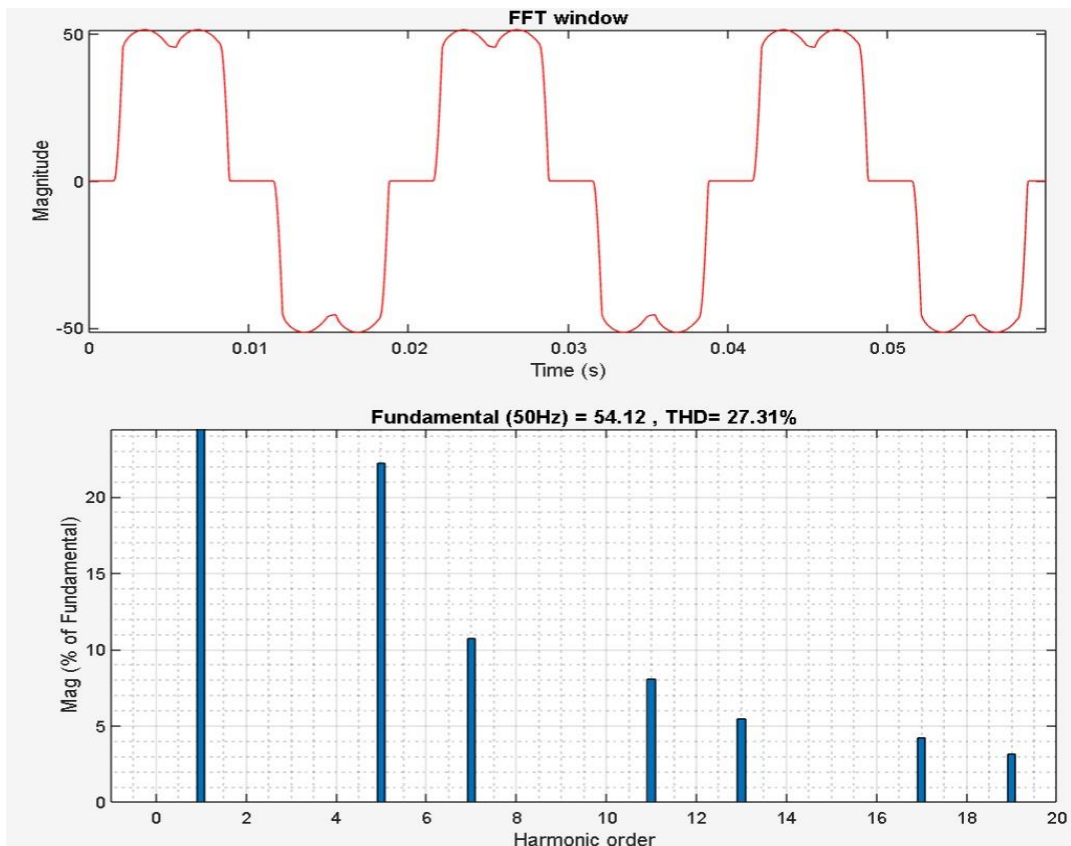 FFT window
50
0
-50
Magnitude
0 0.01 0.02 0.03 0.04 0.05
Time (s)
Fundamental (50Hz) = 54.12 , THD= 27.31%
20
15
10
5
0
Mag (% of Fundamental)
0 2 4 6 8 10 12 14 16 18 20
Harmonic order